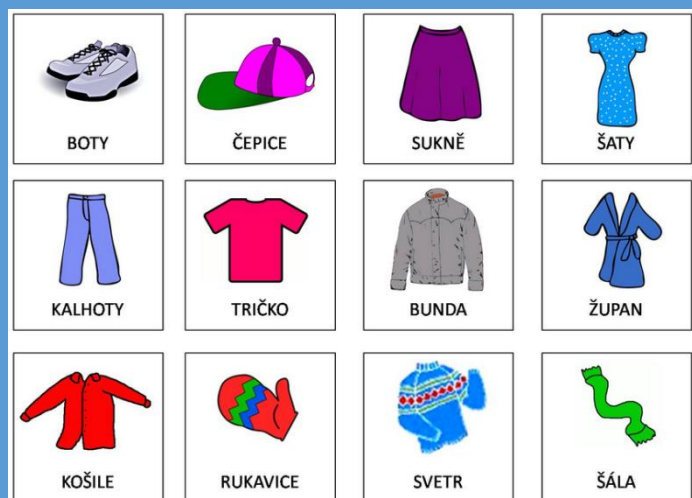 BOTY
ČEPICE
SUKNĚ
ŠATY
KALHOTY
TRIČKO
BUNDA
ŽUPAN
KOŠILE
RUKAVICE
SVETR
ŠÁLA